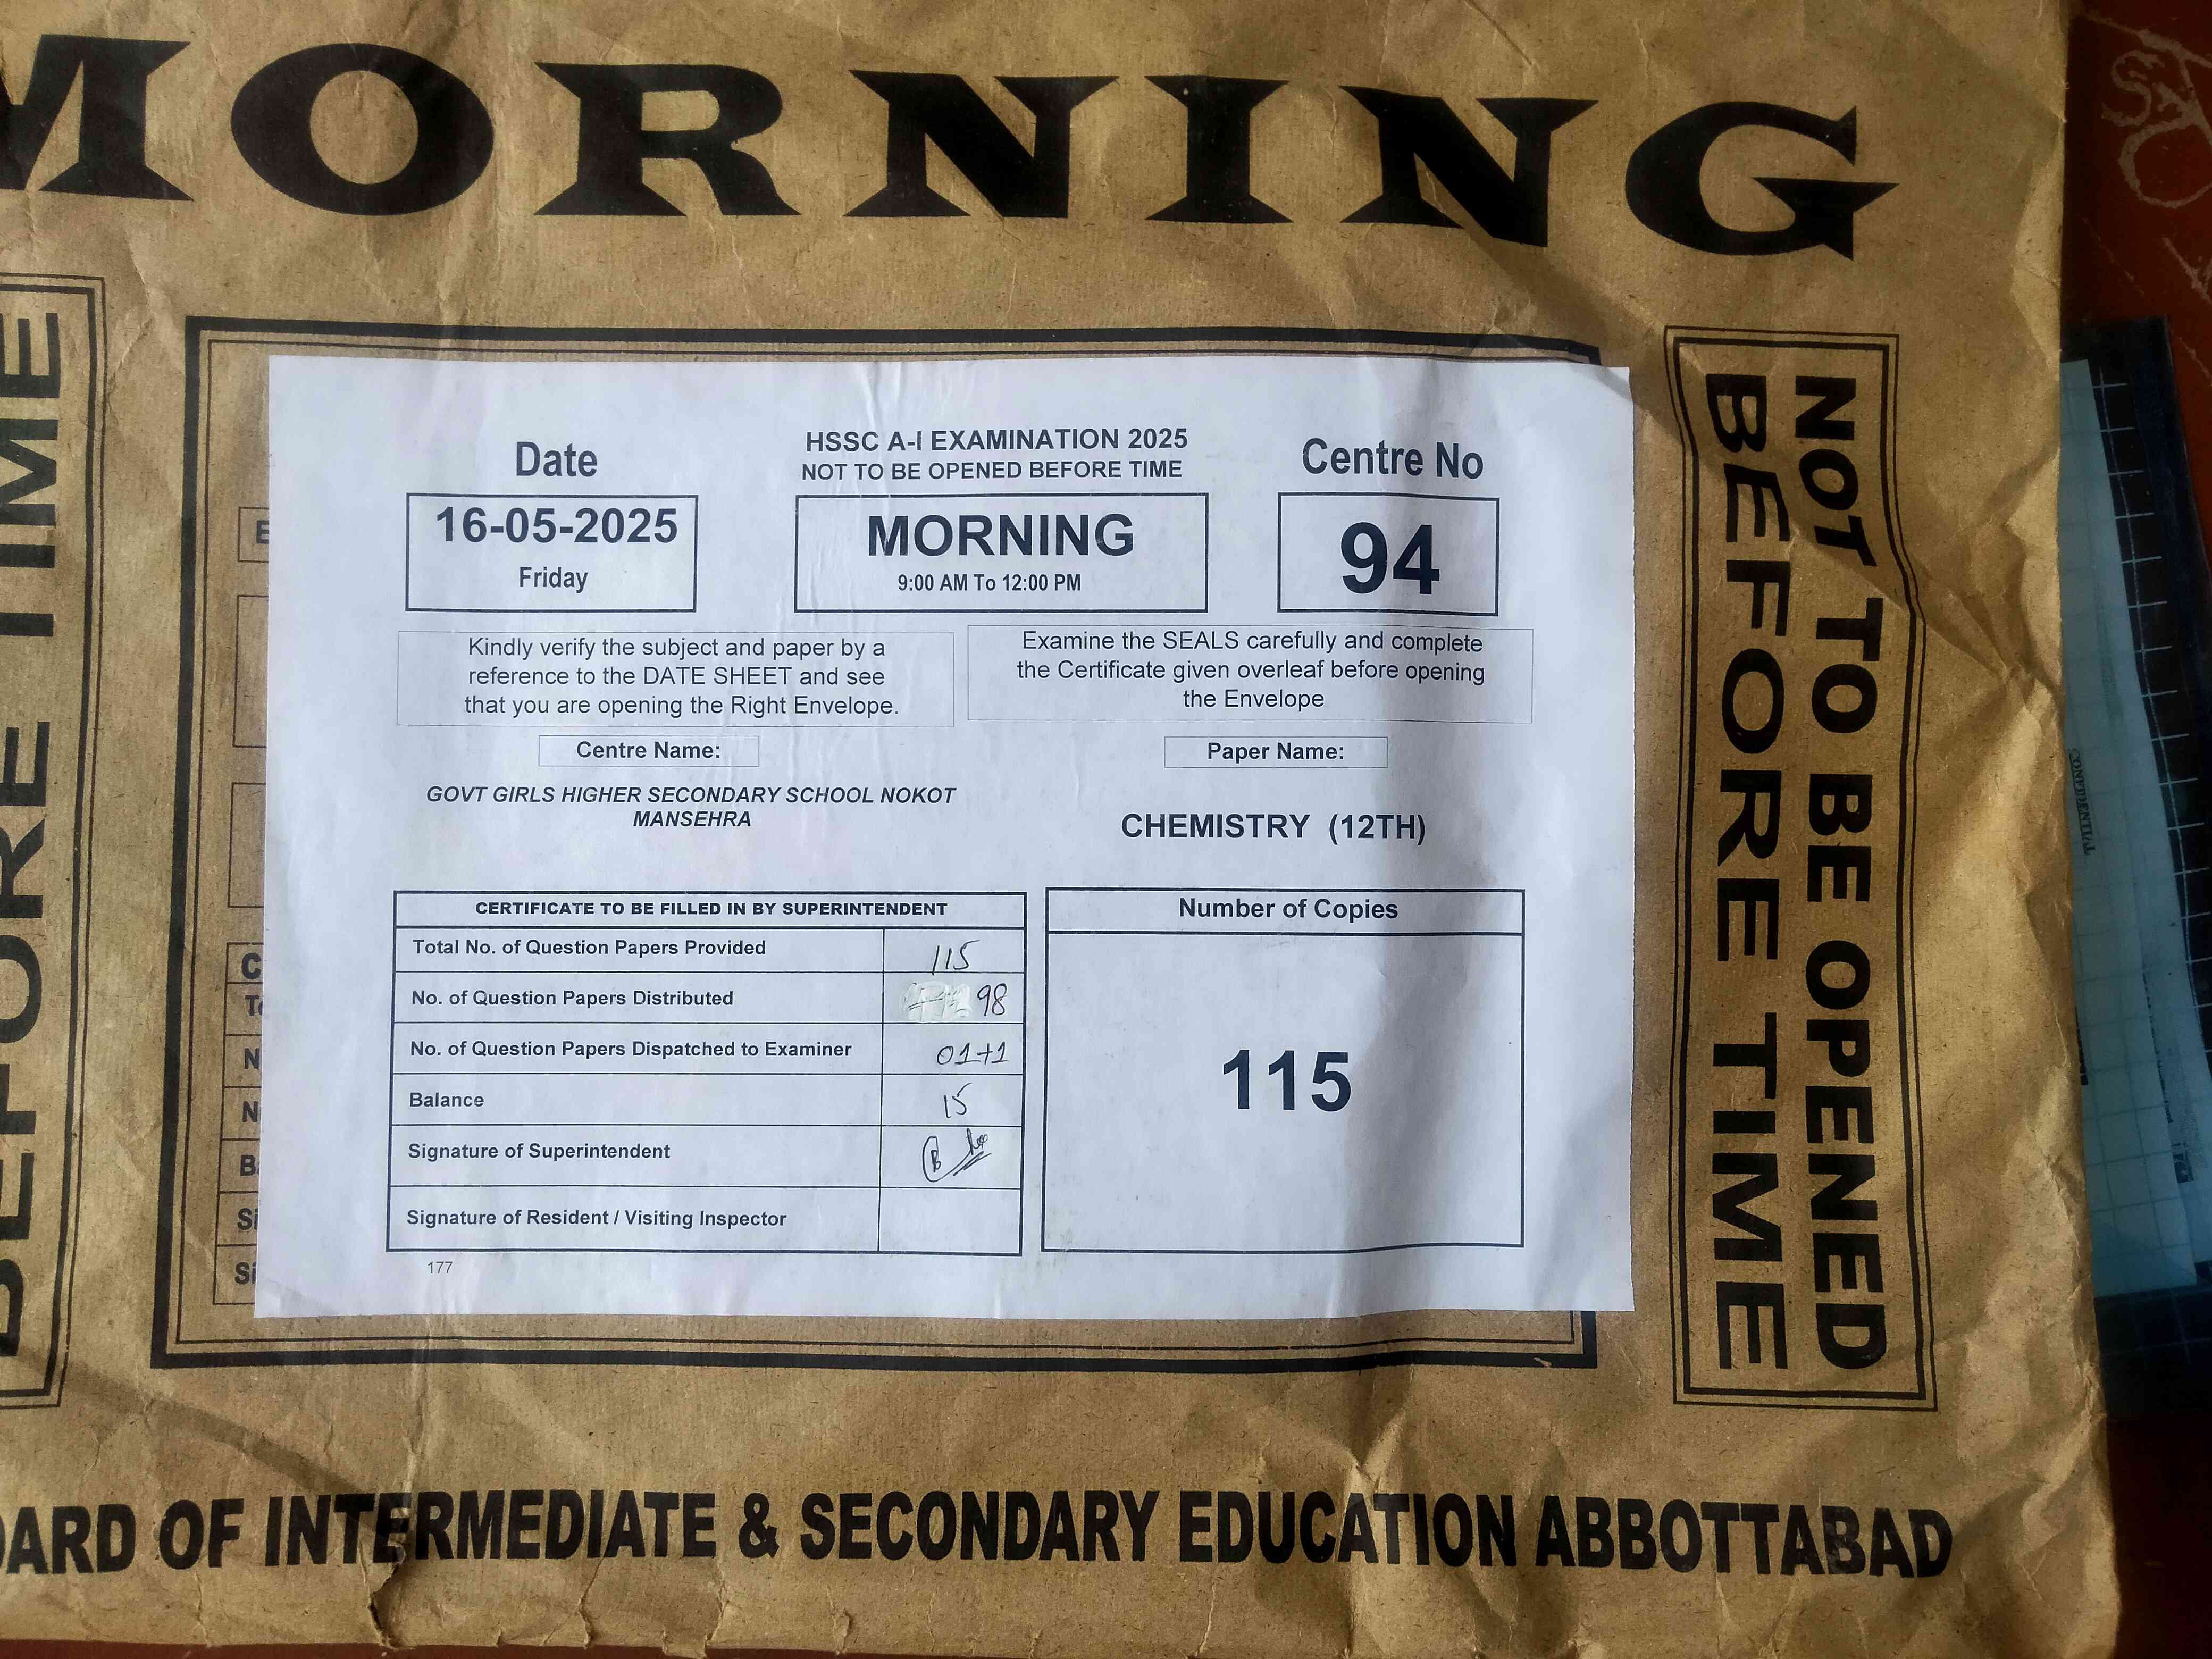 MORNING
BEFORE TIME
NOT TO BE OPENED
BEFORE TIME
Date
16-05-2025
Friday
HSSC A-I EXAMINATION 2025
NOT TO BE OPENED BEFORE TIME
MORNING
9:00 AM To 12:00 PM
Centre No
94
Kindly verify the subject and paper by a
reference to the DATE SHEET and see
that you are opening the Right Envelope.
Examine the SEALS carefully and complete
the Certificate given overleaf before opening
the Envelope
Centre Name:
GOVT GIRLS HIGHER SECONDARY SCHOOL NOKOT
MANSEHRA
Paper Name:
CHEMISTRY (12TH)
CERTIFICATE TO BE FILLED IN BY SUPERINTENDENT
Total No. of Question Papers Provided 115
No. of Question Papers Distributed 98
No. of Question Papers Dispatched to Examiner 01+1
Balance 15
Signature of Superintendent
Signature of Resident / Visiting Inspector
Number of Copies
115
177
ARD OF INTERMEDIATE & SECONDARY EDUCATION ABBOTTABAD
CONFIDENTIAL